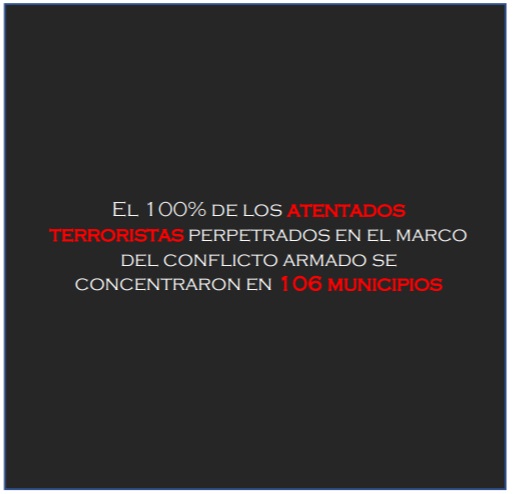 El 100% de los atentados
terroristas perpetrados en el marco
del conflicto armado se
concentraron en 106 municipios